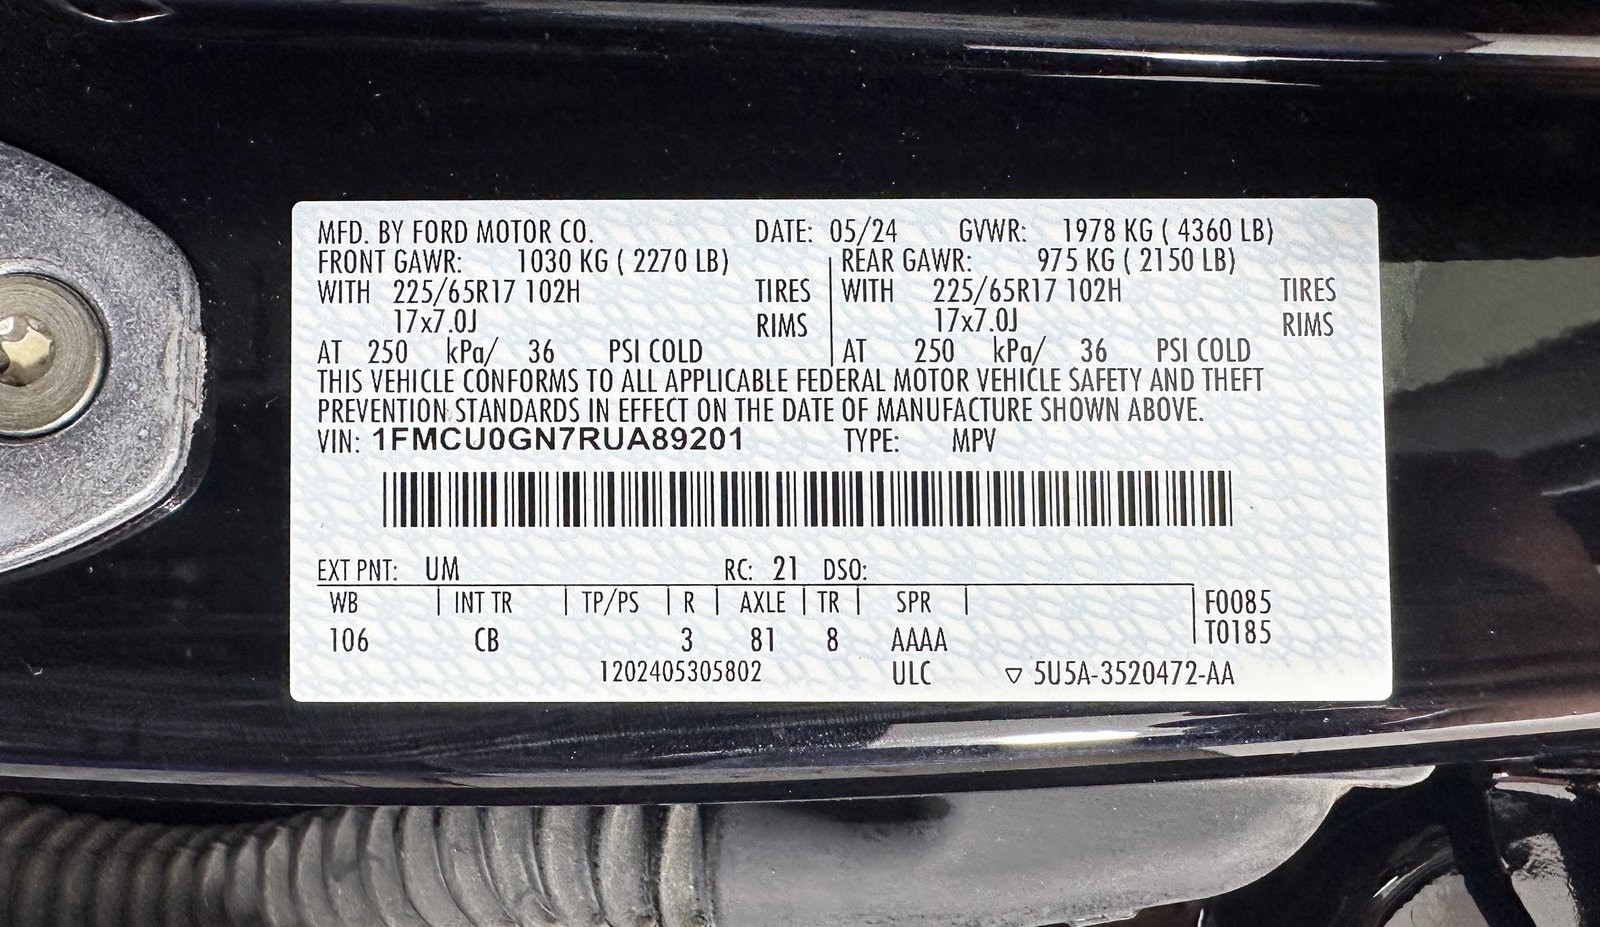 MFD. BY FORD MOTOR CO. DATE: 05/24 GVWR: 1978 KG ( 4360 LB)
FRONT GAWR: 1030 KG ( 2270 LB) REAR GAWR: 975 KG ( 2150 LB)
WITH 225/65R17 102H TIRES WITH 225/65R17 102H TIRES
17x7.0J RIMS 17x7.0J RIMS
AT 250 kPa/ 36 PSI COLD AT 250 kPa/ 36 PSI COLD
THIS VEHICLE CONFORMS TO ALL APPLICABLE FEDERAL MOTOR VEHICLE SAFETY AND THEFT
PREVENTION STANDARDS IN EFFECT ON THE DATE OF MANUFACTURE SHOWN ABOVE.
VIN: 1FMCU0GN7RUA89201 TYPE: MPV
EXT PNT: UM RC: 21 DSO:
WB INT TR TP/PS R AXLE TR SPR F0085
106 CB 3 81 8 AAAA T0185
1202405305802 ULC ▽ 5U5A-3520472-AA